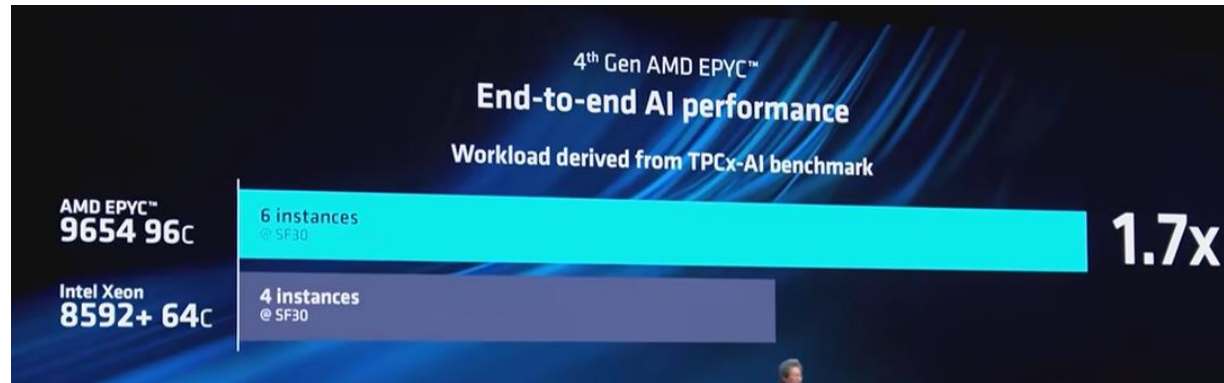 4th Gen AMD EPYC™
End-to-end AI performance
Workload derived from TPCx-AI benchmark
AMD EPYC™
9654 96C
6 instances
@ SF30
1.7x
Intel Xeon
8592+ 64C
4 instances
@ SF30